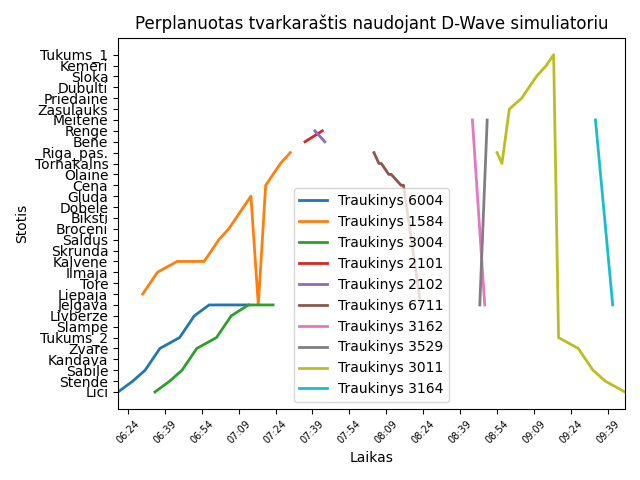 Perplanuotas tvarkaraštis naudojant D-Wave simuliatoriu
Stotis
Tukums_1
Kemeri
Sloka
Dubulti
Priedaine
Zasulauks
Meitene
Renge
Bene
Riga_pas.
Tornakalns
Olaine
Cena
Gluda
Dobele
Biksti
Broceni
Saldus
Skrunda
Kalvene
Ilmaja
Tore
Liepaja
Jelgava
Livberze
Slampe
Tukums_2
Zvare
Kandava
Sabile
Stende
Lici
Traukinys 6004
Traukinys 1584
Traukinys 3004
Traukinys 2101
Traukinys 2102
Traukinys 6711
Traukinys 3162
Traukinys 3529
Traukinys 3011
Traukinys 3164
06:24 06:39 06:54 07:09 07:24 07:39 07:54 08:09 08:24 08:39 08:54 09:09 09:24 09:39
Laikas